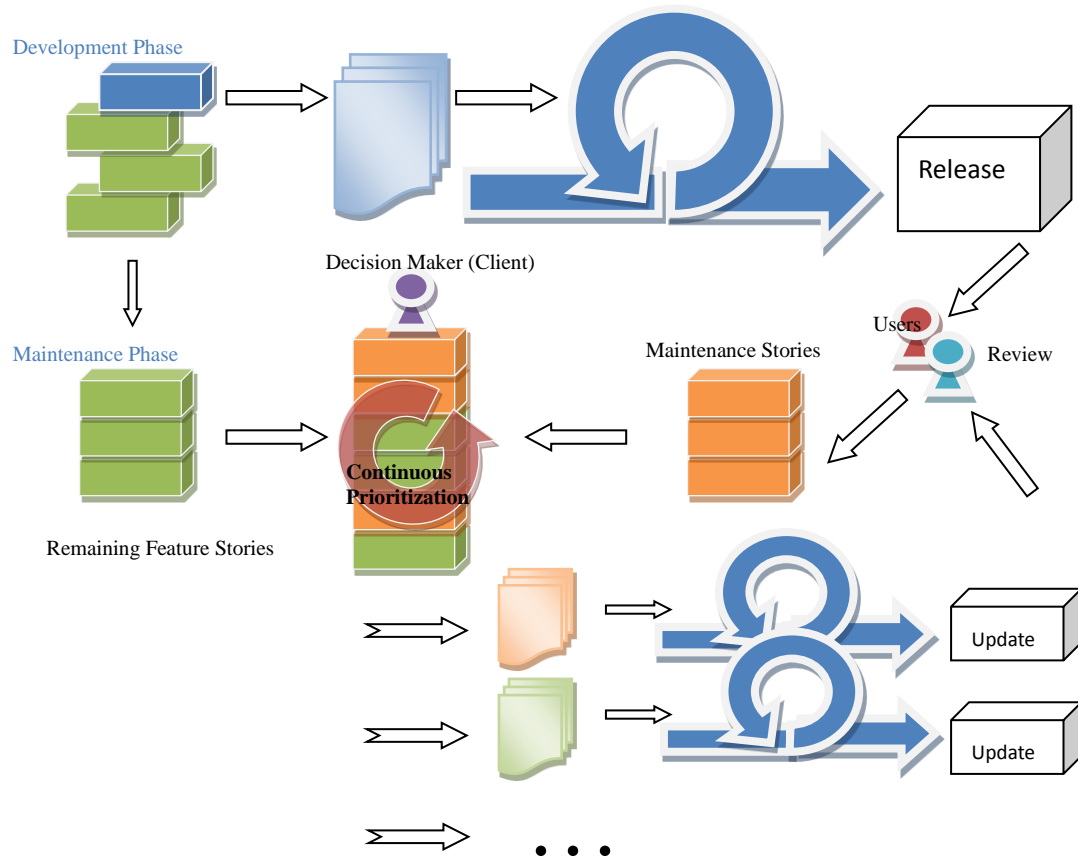 Development Phase
Release
Decision Maker (Client)
Users
Maintenance Phase
Maintenance Stories
Review
Continuous
Prioritization
Remaining Feature Stories
Update
Update
• • •